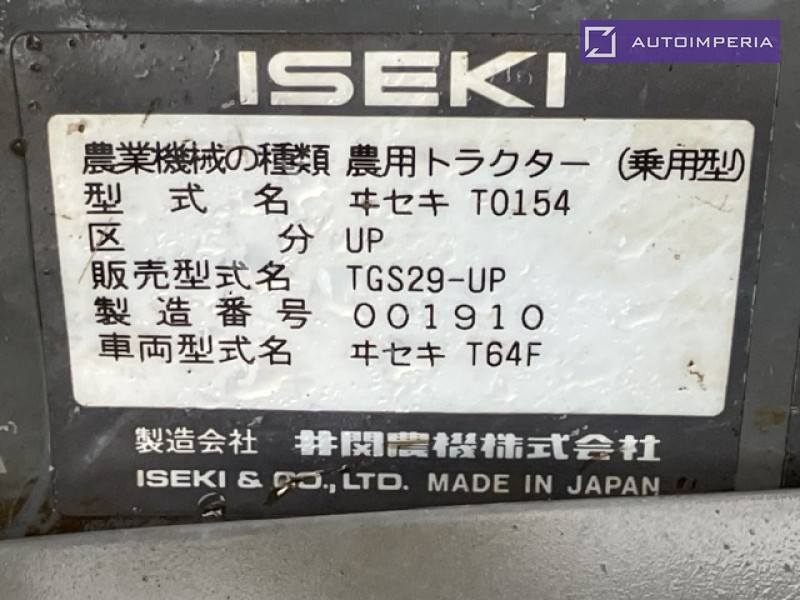 AUTOIMPERIA
ISEKI
農業機械の種類 農用トラクター (乗用型)
型式名 ヰセキ T0154
区分 UP
販売型式名 TGS29-UP
製造番号 001910
車両型式名 ヰセキ T64F
製造会社 井関農機株式会社
ISEKI & CO.,LTD. MADE IN JAPAN